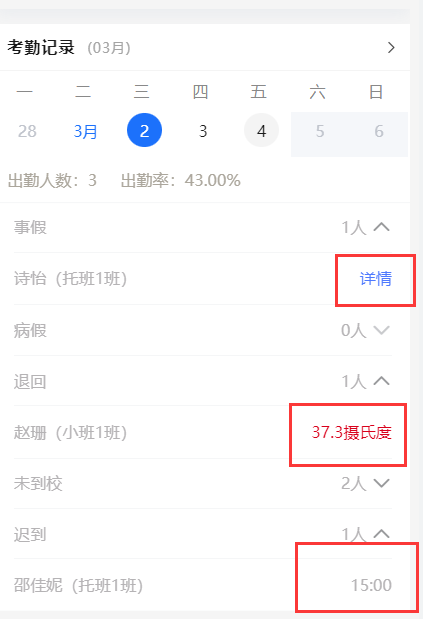 考勤记录 (03月)
一 二 三 四 五 六 日
28 3月 2 3 4 5 6
出勤人数：3 出勤率：43.00%
事假 1人
诗怡（托班1班） 详情
病假 0人
退回 1人
赵珊（小班1班） 37.3摄氏度
未到校 2人
迟到 1人
邵佳妮（托班1班） 15:00